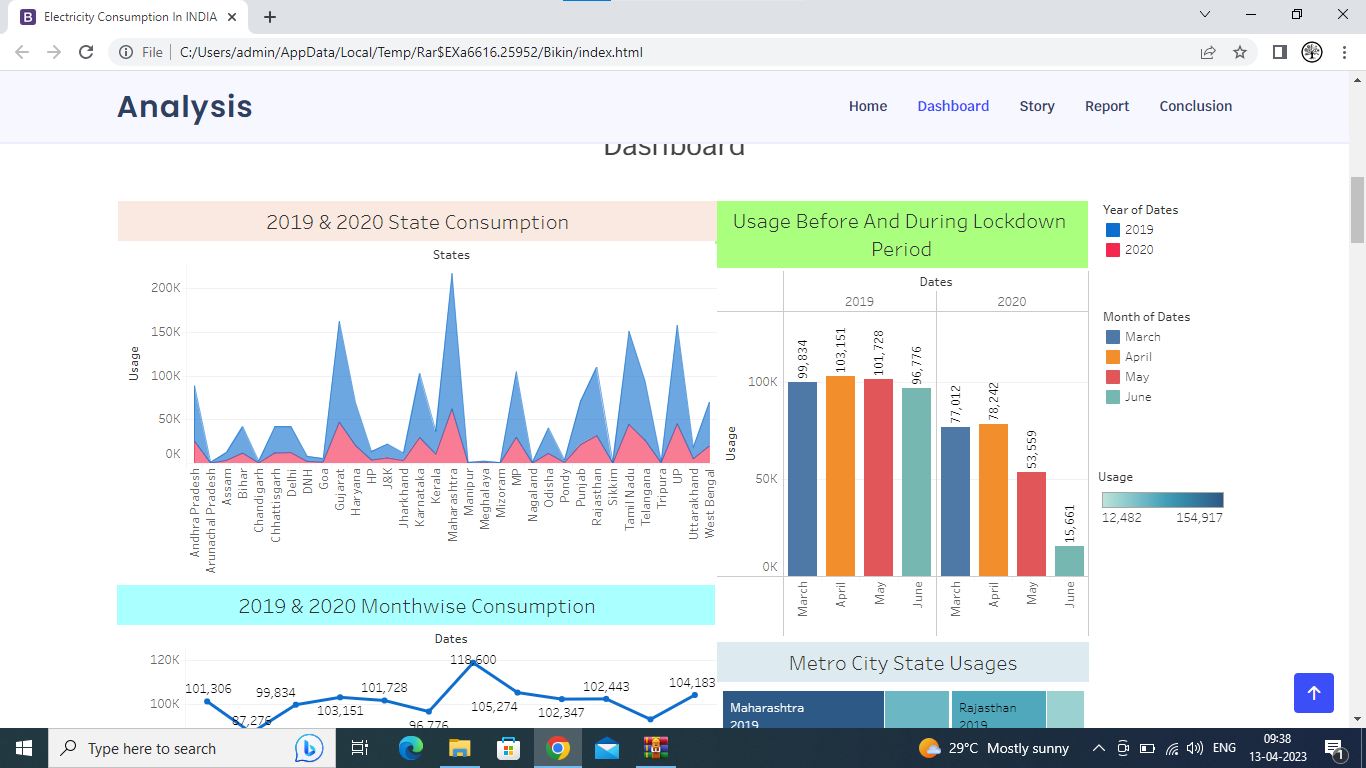 Electricity Consumption In INDIA
File
C:/Users/admin/AppData/Local/Temp/Rar$EXa6616.25952/Bikin/index.html
Analysis
Home
Dashboard
Story
Report
Conclusion
Dashboard
2019 & 2020 State Consumption
States
Usage
200K
150K
100K
50K
0K
Andhra Pradesh
Arunachal Pradesh
Assam
Bihar
Chandigarh
Chhattisgarh
Delhi
DNH
Goa
Gujarat
Haryana
HP
J&K
Jharkhand
Karnataka
Kerala
Maharashtra
Manipur
Meghalaya
Mizoram
MP
Nagaland
Odisha
Pondy
Punjab
Rajasthan
Sikkim
Tamil Nadu
Telangana
Tripura
UP
Uttarakhand
West Bengal
Usage Before And During Lockdown
Period
Dates
2019
2020
Usage
100K
50K
0K
99,834
103,151
101,728
96,776
77,012
78,242
53,559
15,661
March
April
May
June
March
April
May
June
Year of Dates
2019
2020
Month of Dates
March
April
May
June
Usage
12,482
154,917
2019 & 2020 Monthwise Consumption
Dates
120K
100K
101,306
87,276
99,834
103,151
101,728
96,776
118,600
105,274
102,347
102,443
104,183
Metro City State Usages
Maharashtra
2019
Rajasthan
2019
Type here to search
29°C Mostly sunny
ENG
09:38
13-04-2023
1